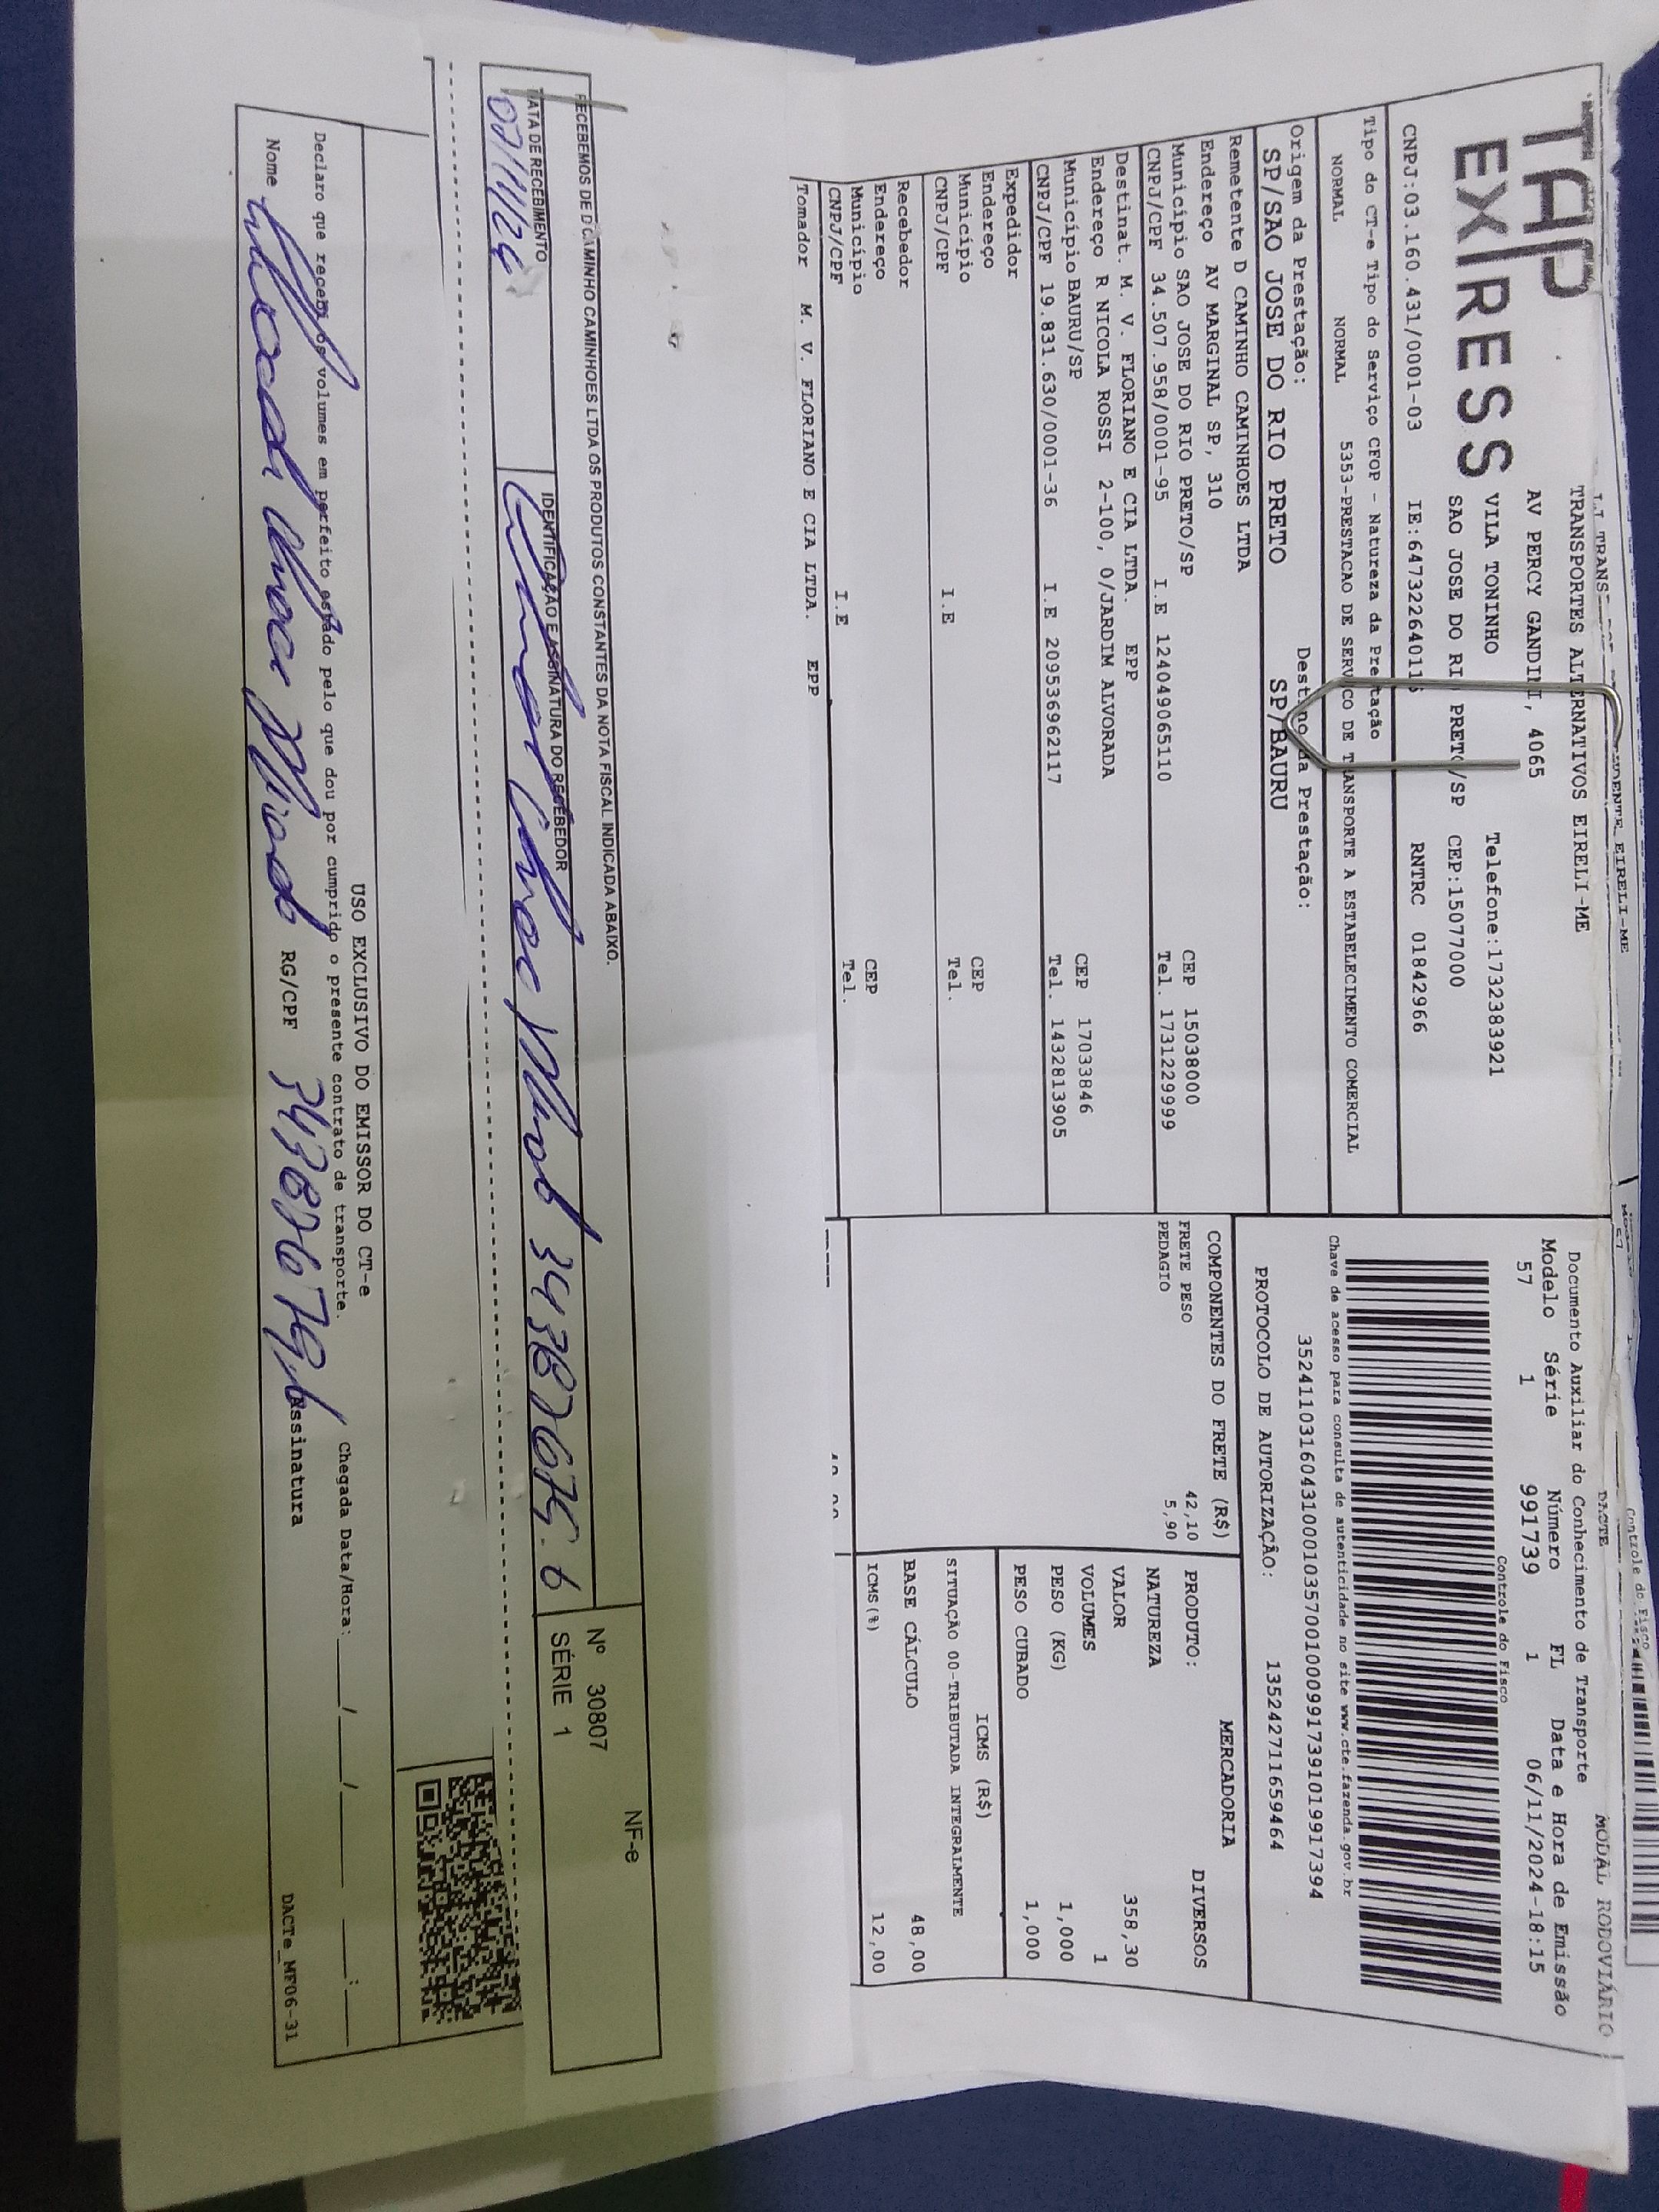 TAP
EXPRESS
TRANSPORTES ALTERNATIVOS EIRELI-ME
AV PERCY GANDINI, 4065
VILA TONINHO Telefone:1732383921
SAO JOSE DO RIO PRETO/SP CEP:15077000
CNPJ:03.160.431/0001-03 IE:647322640115 RNTRC 01842966
Tipo do CT-e Tipo do Serviço CFOP - Natureza da Prestação
NORMAL NORMAL 5353-PRESTACAO DE SERVICO DE TRANSPORTE A ESTABELECIMENTO COMERCIAL
Origem da Prestação: Destino da Prestação:
SP/SAO JOSE DO RIO PRETO SP/BAURU
Remetente D CAMINHO CAMINHOES LTDA
Endereço AV MARGINAL SP, 310
Município SAO JOSE DO RIO PRETO/SP CEP 15038000
CNPJ/CPF 34.507.958/0001-95 I.E 124049065110 Tel. 1731229999
Destinat. M. V. FLORIANO E CIA LTDA. EPP
Endereço R NICOLA ROSSI 2-100, 0/JARDIM ALVORADA
Município BAURU/SP CEP 17033846
CNPJ/CPF 19.831.630/0001-36 I.E 209536962117 Tel. 1432813905
Expedidor
Endereço
Município CEP
CNPJ/CPF I.E Tel.
Recebedor
Endereço
Município CEP
CNPJ/CPF I.E Tel.
Tomador M. V. FLORIANO E CIA LTDA. EPP
Controle do Fisco
DACTE MODAL RODOVIÁRIO
Documento Auxiliar do Conhecimento de Transporte
Modelo Série Número FL Data e Hora de Emissão
57 1 991739 1 06/11/2024-18:15
Controle do Fisco
Chave de acesso para consulta de autenticidade no site www.cte.fazenda.gov.br
35241103160431000103570010009917391019917394
PROTOCOLO DE AUTORIZAÇÃO: 135242711659464
COMPONENTES DO FRETE (R$)
FRETE PESO 42,10
PEDAGIO 5,90
MERCADORIA
PRODUTO: DIVERSOS
NATUREZA
VALOR 358,30
VOLUMES 1
PESO (KG) 1,000
PESO CUBADO 1,000
ICMS (R$)
SITUAÇÃO 00-TRIBUTADA INTEGRALMENTE
BASE CÁLCULO 48,00
ICMS(%) 12,00
RECEBEMOS DE D CAMINHO CAMINHOES LTDA OS PRODUTOS CONSTANTES DA NOTA FISCAL INDICADA ABAIXO.
NF-e
Nº 30807
SÉRIE 1
DATA DE RECEBIMENTO IDENTIFICAÇÃO E ASSINATURA DO RECEBEDOR
07/11/24
USO EXCLUSIVO DO EMISSOR DO CT-e
Declaro que recebi os volumes em perfeito estado pelo que dou por cumprido o presente contrato de transporte. Chegada Data/Hora:____/____/____ ___:___
Nome RG/CPF Assinatura
DACTe_MF06-31